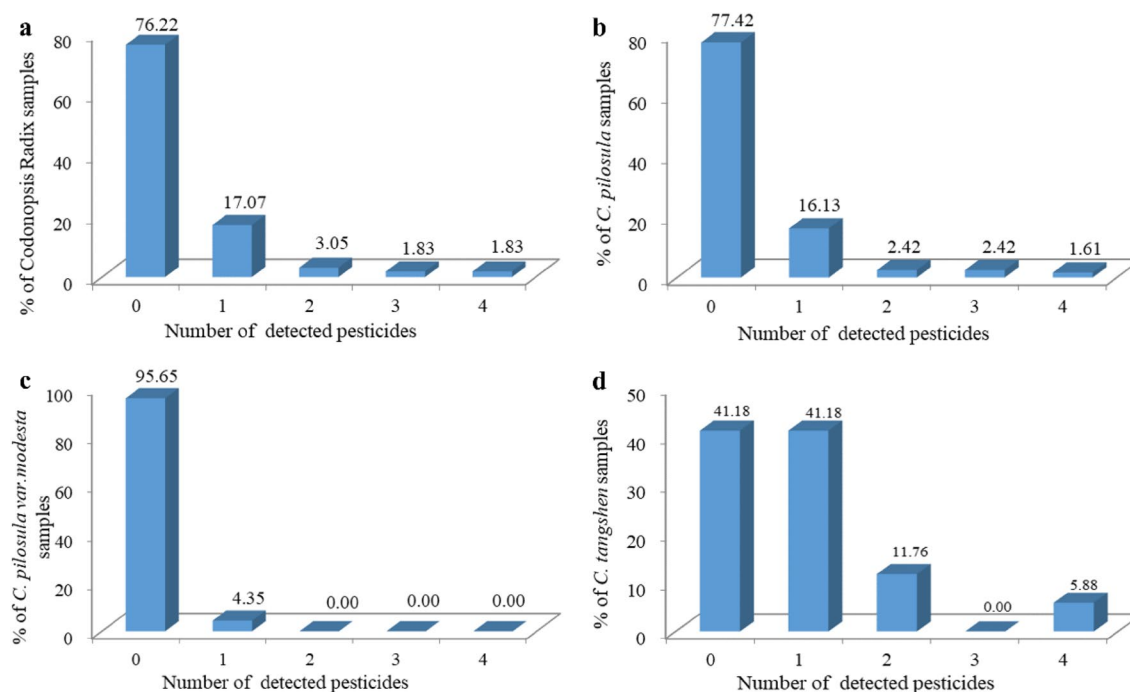 a
76.22
17.07
3.05
1.83
1.83
80
60
40
20
0
0 1 2 3 4
Number of detected pesticides
% of Codonopsis Radix samples
b
77.42
16.13
2.42
2.42
1.61
80
60
40
20
0
0 1 2 3 4
Number of detected pesticides
% of C. pilosula samples
c
95.65
4.35
0.00
0.00
0.00
100
80
60
40
20
0
0 1 2 3 4
Number of detected pesticides
% of C. pilosula var.modesta
samples
d
41.18
41.18
11.76
0.00
5.88
50
40
30
20
10
0
0 1 2 3 4
Number of detected pesticides
% of C. tangshen samples